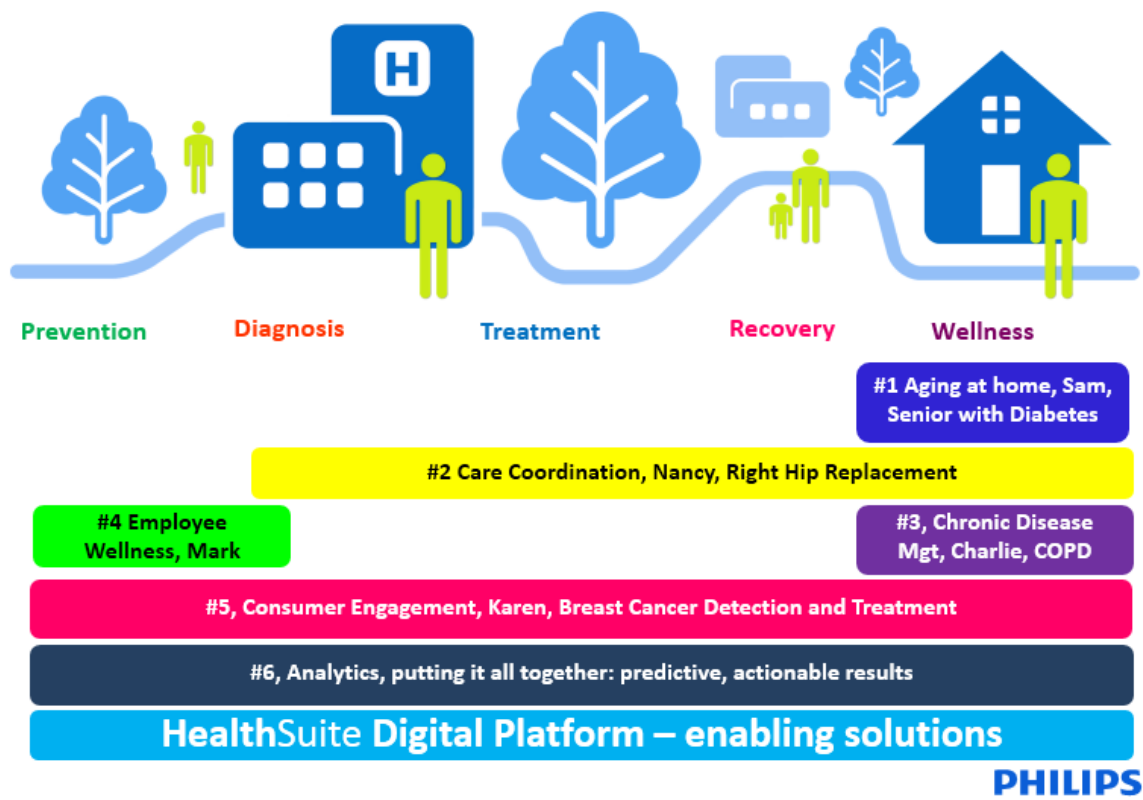 H
Prevention
Diagnosis
Treatment
Recovery
Wellness
#1 Aging at home, Sam,
Senior with Diabetes
#2 Care Coordination, Nancy, Right Hip Replacement
#4 Employee
Wellness, Mark
#3, Chronic Disease
Mgt, Charlie, COPD
#5, Consumer Engagement, Karen, Breast Cancer Detection and Treatment
#6, Analytics, putting it all together: predictive, actionable results
HealthSuite Digital Platform – enabling solutions
PHILIPS